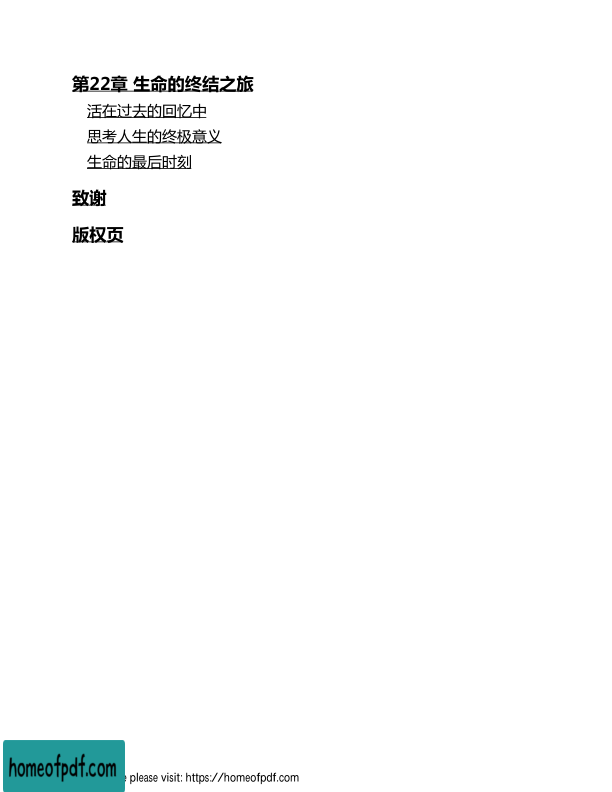 第22章 生命的终结之旅
活在过去的回忆中
思考人生的终极意义
生命的最后时刻
致谢
版权页
homeofpdf.com
please visit: https://homeofpdf.com